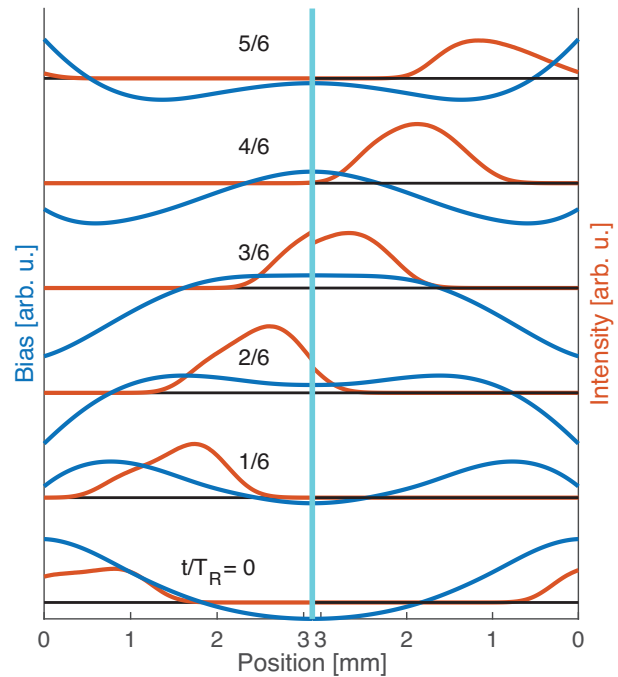 5/6
4/6
3/6
2/6
1/6
t/T_R = 0
Bias [arb. u.]
Intensity [arb. u.]
0 1 2 3 3 2 1 0
Position [mm]